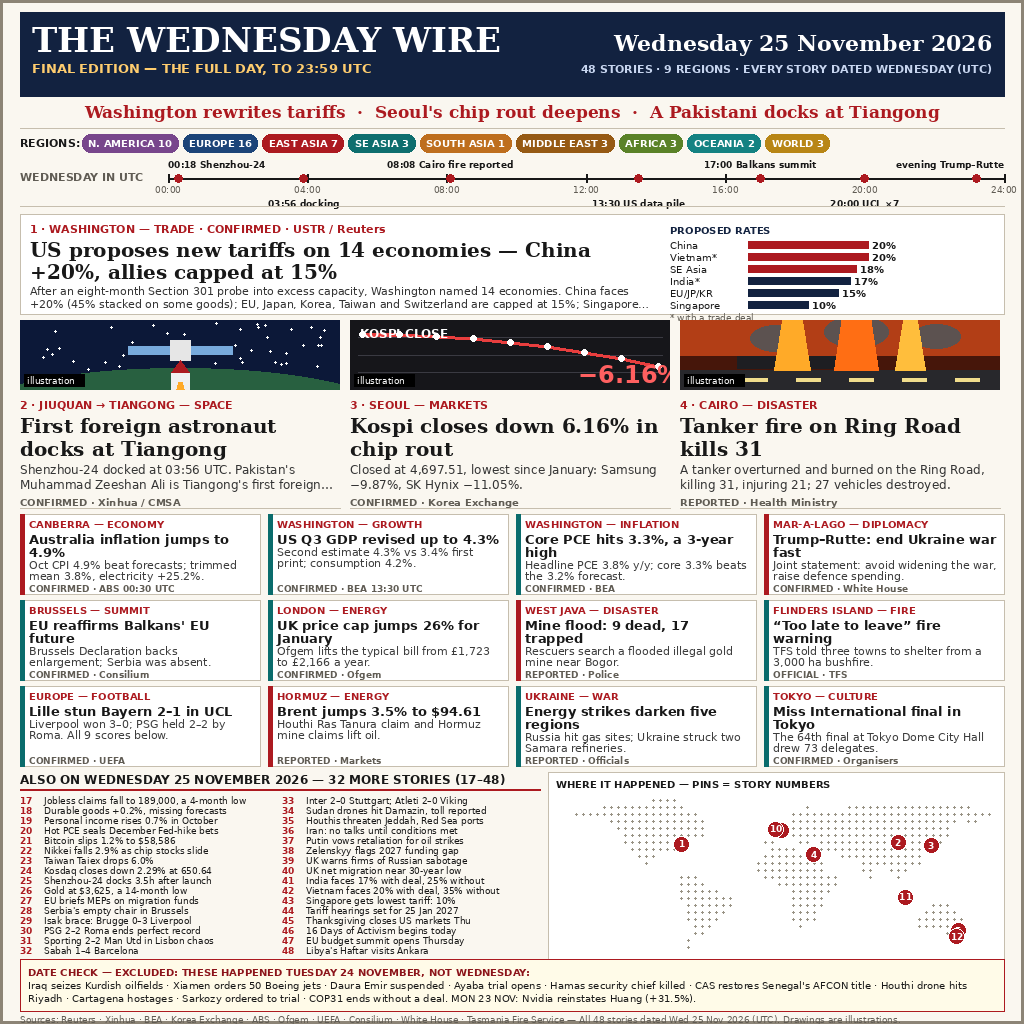 THE WEDNESDAY WIRE
FINAL EDITION — THE FULL DAY, TO 23:59 UTC
Wednesday 25 November 2026
48 STORIES · 9 REGIONS · EVERY STORY DATED WEDNESDAY (UTC)
Washington rewrites tariffs · Seoul's chip rout deepens · A Pakistani docks at Tiangong
REGIONS: N. AMERICA 10 EUROPE 16 EAST ASIA 7 SE ASIA 3 SOUTH ASIA 1 MIDDLE EAST 3 AFRICA 3 OCEANIA 2 WORLD 3
WEDNESDAY IN UTC
00:18 Shenzhou-24 08:08 Cairo fire reported 17:00 Balkans summit evening Trump-Rutte
00:00 04:00 08:00 12:00 16:00 20:00 24:00
03:56 docking 13:30 US data pile 20:00 UCL ×7
1 · WASHINGTON — TRADE · CONFIRMED · USTR / Reuters
US proposes new tariffs on 14 economies — China
+20%, allies capped at 15%
After an eight-month Section 301 probe into excess capacity, Washington named 14 economies. China faces
+20% (45% stacked on some goods); EU, Japan, Korea, Taiwan and Switzerland are capped at 15%; Singapore...
PROPOSED RATES
China 20%
Vietnam* 20%
SE Asia 18%
India* 17%
EU/JP/KR 15%
Singapore 10%
* with a trade deal
illustration
KOSPI CLOSE
−6.16%
illustration
illustration
2 · JIUQUAN → TIANGONG — SPACE
First foreign astronaut
docks at Tiangong
Shenzhou-24 docked at 03:56 UTC. Pakistan's
Muhammad Zeeshan Ali is Tiangong's first foreign...
CONFIRMED · Xinhua / CMSA
3 · SEOUL — MARKETS
Kospi closes down 6.16% in
chip rout
Closed at 4,697.51, lowest since January: Samsung
−9.87%, SK Hynix −11.05%.
CONFIRMED · Korea Exchange
4 · CAIRO — DISASTER
Tanker fire on Ring Road
kills 31
A tanker overturned and burned on the Ring Road,
killing 31, injuring 21; 27 vehicles destroyed.
REPORTED · Health Ministry
CANBERRA — ECONOMY
Australia inflation jumps to
4.9%
Oct CPI 4.9% beat forecasts; trimmed
mean 3.8%, electricity +25.2%.
CONFIRMED · ABS 00:30 UTC
WASHINGTON — GROWTH
US Q3 GDP revised up to 4.3%
Second estimate 4.3% vs 3.4% first
print; consumption 4.2%.
CONFIRMED · BEA 13:30 UTC
WASHINGTON — INFLATION
Core PCE hits 3.3%, a 3-year
high
Headline PCE 3.8% y/y; core 3.3% beats
the 3.2% forecast.
CONFIRMED · BEA
MAR-A-LAGO — DIPLOMACY
Trump–Rutte: end Ukraine war
fast
Joint statement: avoid widening the war,
raise defence spending.
CONFIRMED · White House
BRUSSELS — SUMMIT
EU reaffirms Balkans' EU
future
Brussels Declaration backs
enlargement; Serbia was absent.
CONFIRMED · Consilium
LONDON — ENERGY
UK price cap jumps 26% for
January
Ofgem lifts the typical bill from £1,723
to £2,166 a year.
CONFIRMED · Ofgem
WEST JAVA — DISASTER
Mine flood: 9 dead, 17
trapped
Rescuers search a flooded illegal gold
mine near Bogor.
REPORTED · Police
FLINDERS ISLAND — FIRE
“Too late to leave” fire
warning
TFS told three towns to shelter from a
3,000 ha bushfire.
OFFICIAL · TFS
EUROPE — FOOTBALL
Lille stun Bayern 2–1 in UCL
Liverpool won 3–0; PSG held 2–2 by
Roma. All 9 scores below.
CONFIRMED · UEFA
HORMUZ — ENERGY
Brent jumps 3.5% to $94.61
Houthi Ras Tanura claim and Hormuz
mine claims lift oil.
REPORTED · Markets
UKRAINE — WAR
Energy strikes darken five
regions
Russia hit gas sites; Ukraine struck two
Samara refineries.
REPORTED · Officials
TOKYO — CULTURE
Miss International final in
Tokyo
The 64th final at Tokyo Dome City Hall
drew 73 delegates.
CONFIRMED · Organisers
ALSO ON WEDNESDAY 25 NOVEMBER 2026 — 32 MORE STORIES (17–48)
17 Jobless claims fall to 189,000, a 4-month low
18 Durable goods +0.2%, missing forecasts
19 Personal income rises 0.7% in October
20 Hot PCE seals December Fed-hike bets
21 Bitcoin slips 1.2% to $58,586
22 Nikkei falls 2.9% as chip stocks slide
23 Taiwan Taiex drops 6.0%
24 Kosdaq closes down 2.29% at 650.64
25 Shenzhou-24 docks 3.5h after launch
26 Gold at $3,625, a 14-month low
27 EU briefs MEPs on migration funds
28 Serbia's empty chair in Brussels
29 Isak brace: Brugge 0–3 Liverpool
30 PSG 2–2 Roma ends perfect record
31 Sporting 2–2 Man Utd in Lisbon chaos
32 Sabah 1–4 Barcelona
33 Inter 2–0 Stuttgart; Atleti 2–0 Viking
34 Sudan drones hit Damazin, toll reported
35 Houthis threaten Jeddah, Red Sea ports
36 Iran: no talks until conditions met
37 Putin vows retaliation for oil strikes
38 Zelenskyy flags 2027 funding gap
39 UK warns firms of Russian sabotage
40 UK net migration near 30-year low
41 India faces 17% with deal, 25% without
42 Vietnam faces 20% with deal, 35% without
43 Singapore gets lowest tariff: 10%
44 Tariff hearings set for 25 Jan 2027
45 Thanksgiving closes US markets Thu
46 16 Days of Activism begins today
47 EU budget summit opens Thursday
48 Libya's Haftar visits Ankara
WHERE IT HAPPENED — PINS = STORY NUMBERS
1
10
4
2
3
11
12
DATE CHECK — EXCLUDED: THESE HAPPENED TUESDAY 24 NOVEMBER, NOT WEDNESDAY:
Iraq seizes Kurdish oilfields · Xiamen orders 50 Boeing jets · Daura Emir suspended · Ayaba trial opens · Hamas security chief killed · CAS restores Senegal's AFCON title · Houthi drone hits
Riyadh · Cartagena hostages · Sarkozy ordered to trial · COP31 ends without a deal. MON 23 NOV: Nvidia reinstates Huang (+31.5%).
Sources: Reuters · Xinhua · BEA · Korea Exchange · ABS · Ofgem · UEFA · Consilium · White House · Tasmania Fire Service — All 48 stories dated Wed 25 Nov 2026 (UTC). Drawings are illustrations.